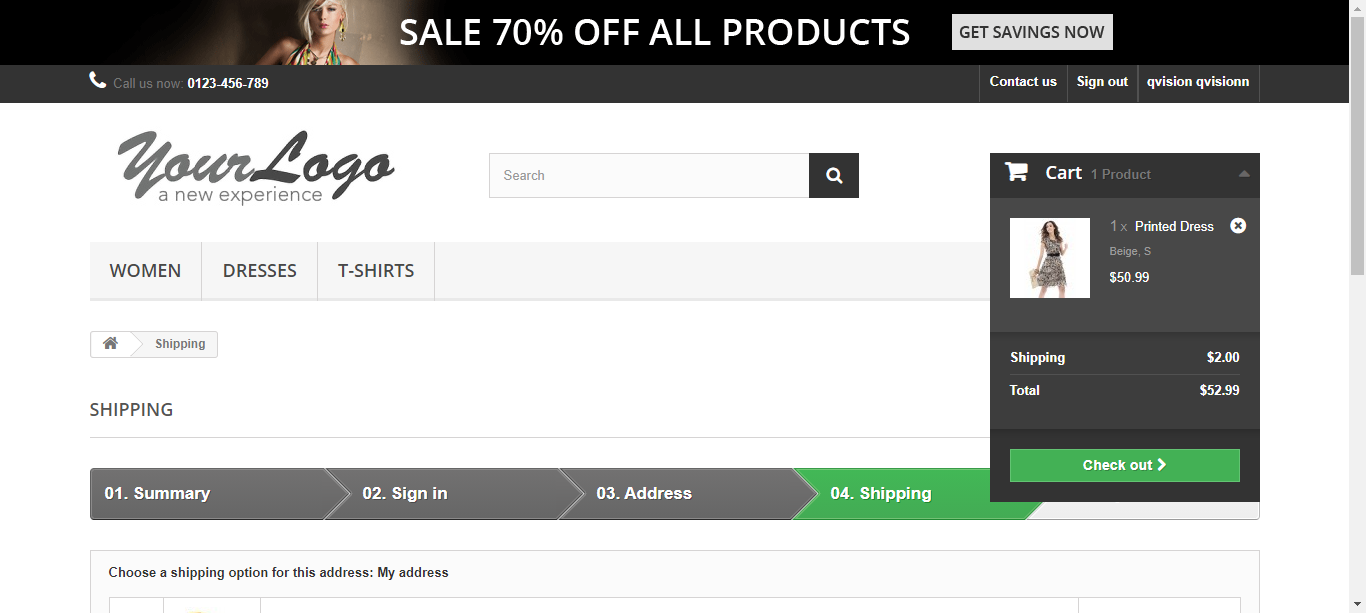 SALE 70% OFF ALL PRODUCTS GET SAVINGS NOW
Call us now: 0123-456-789 Contact us Sign out qvision qvisionn
YourLogo
a new experience
Search
Cart 1 Product
1 x Printed Dress
Beige, S
$50.99
WOMEN DRESSES T-SHIRTS
Shipping
Shipping $2.00
Total $52.99
SHIPPING
Check out
01. Summary 02. Sign in 03. Address 04. Shipping
Choose a shipping option for this address: My address